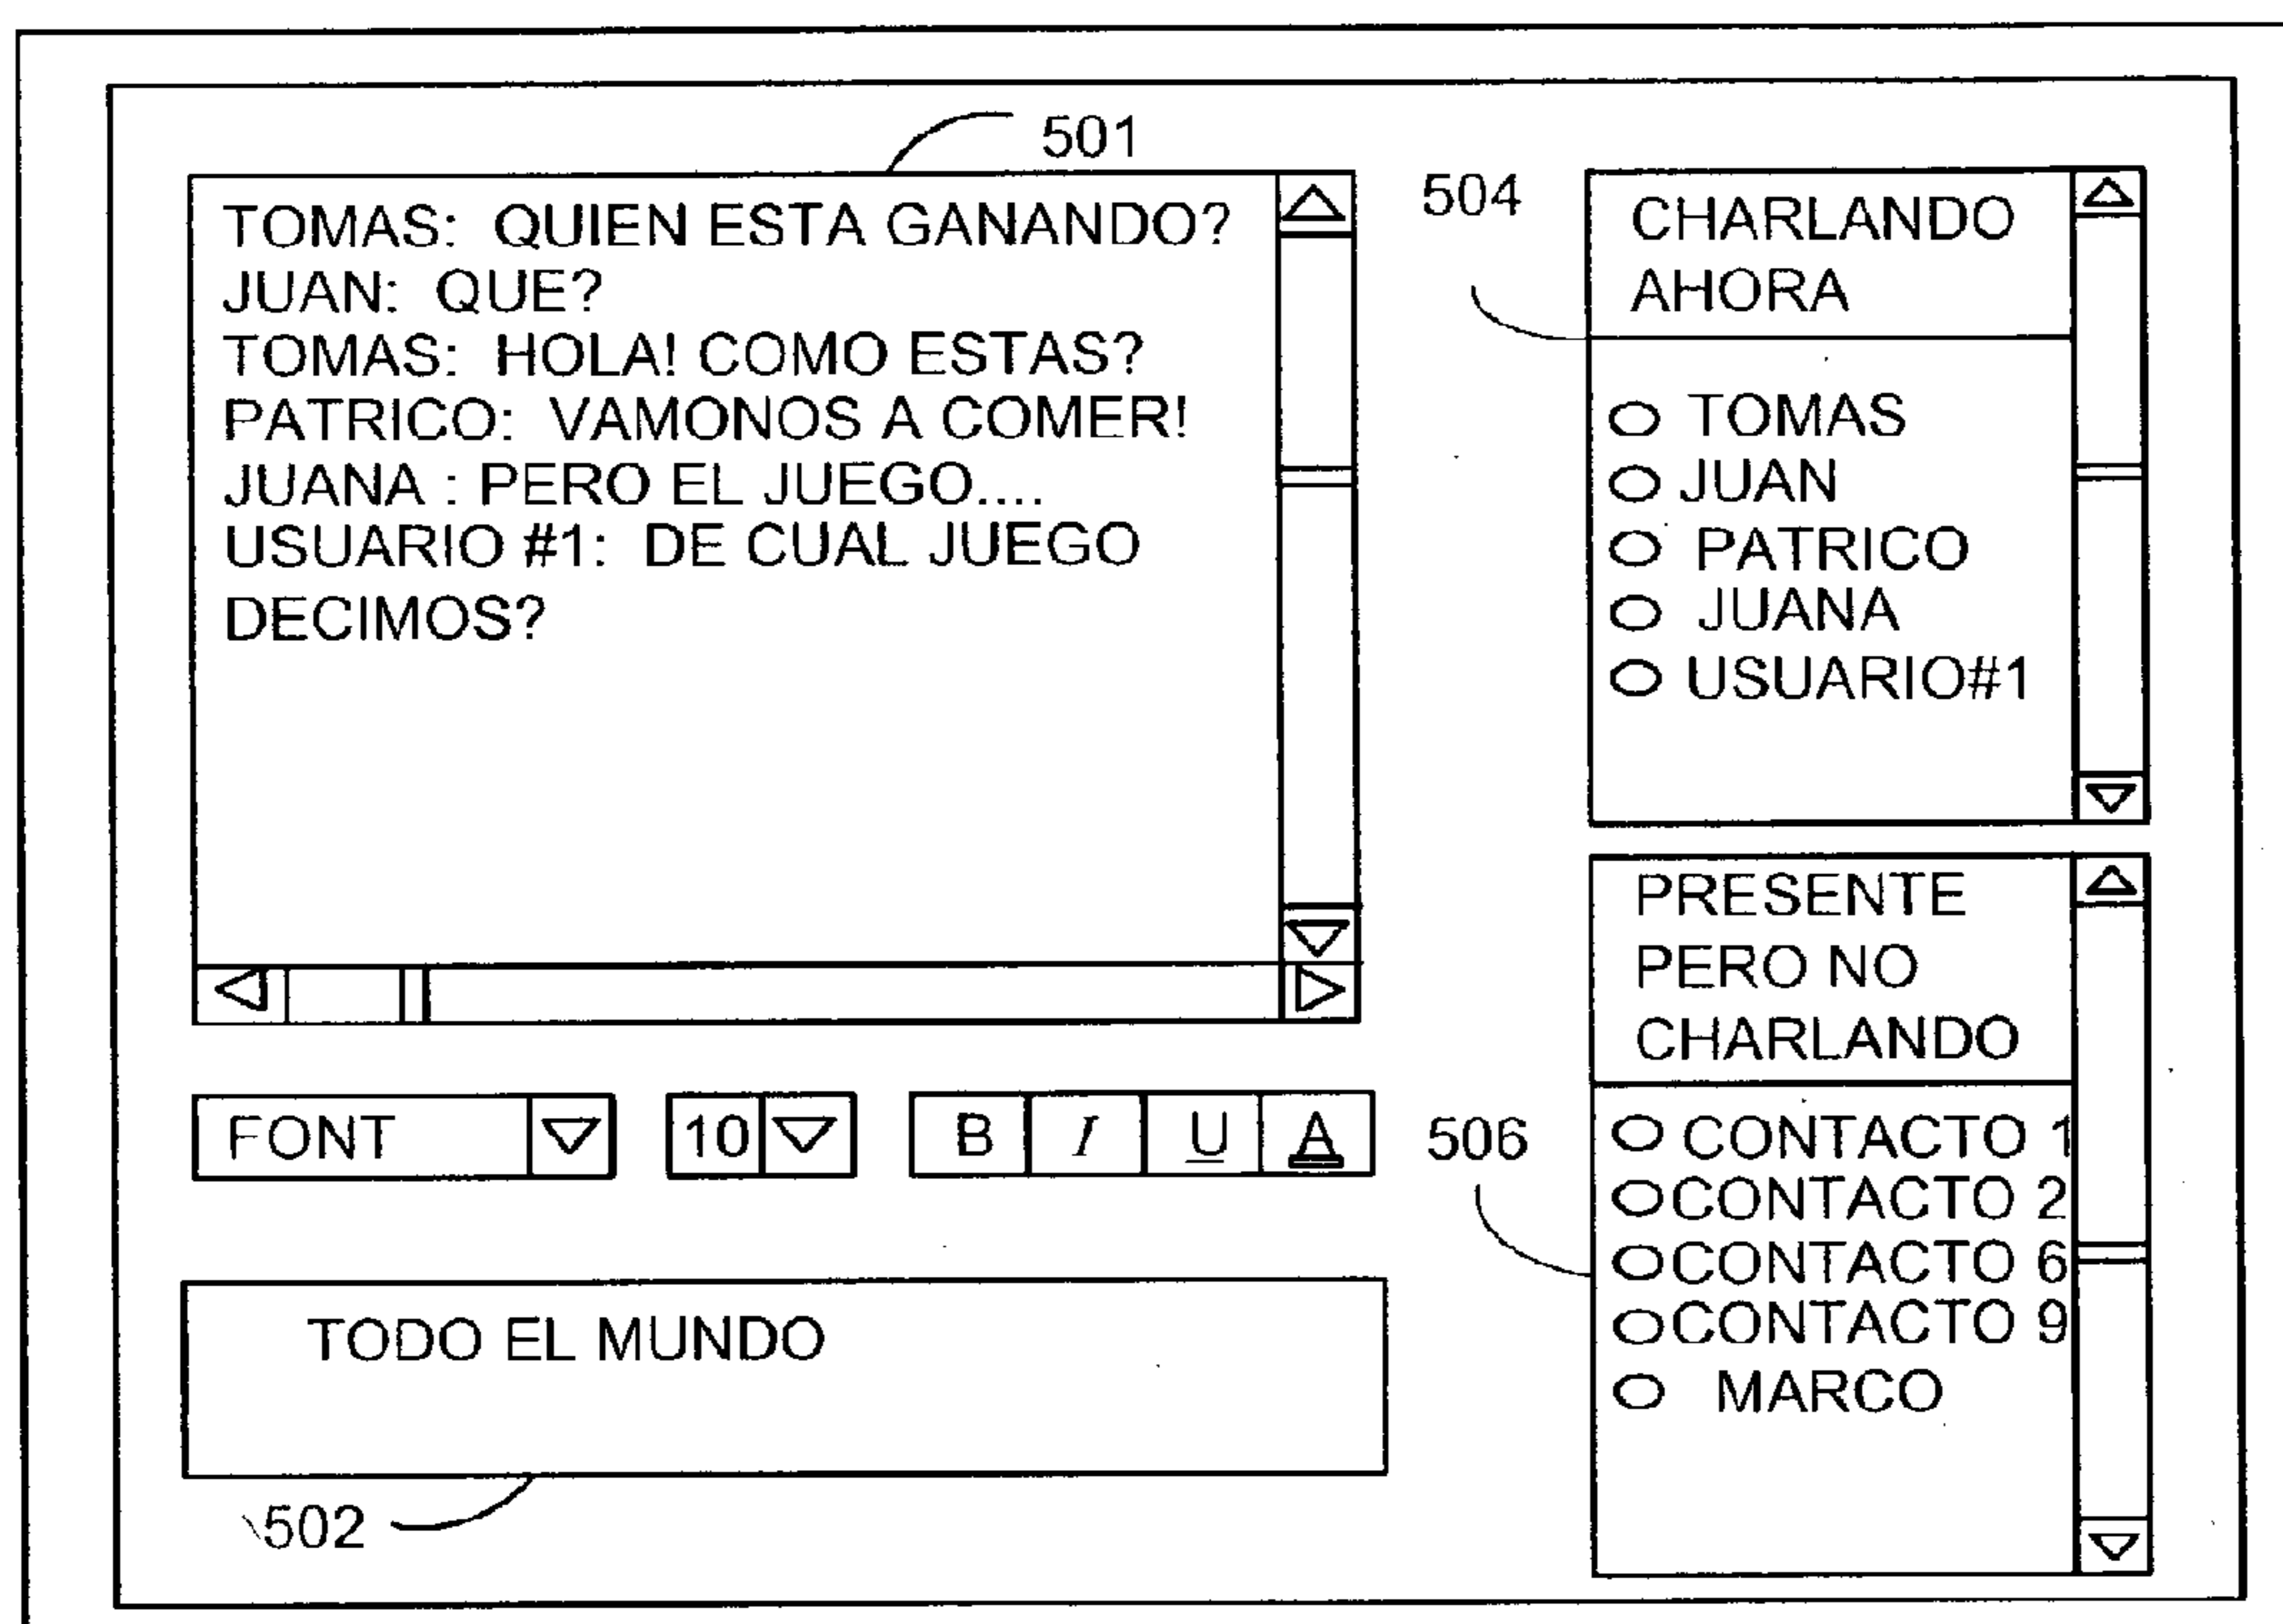 501
TOMAS: QUIEN ESTA GANANDO?
JUAN: QUE?
TOMAS: HOLA! COMO ESTAS?
PATRICO: VAMONOS A COMER!
JUANA : PERO EL JUEGO....
USUARIO #1: DE CUAL JUEGO
DECIMOS?
504
CHARLANDO
AHORA
TOMAS
JUAN
PATRICO
JUANA
USUARIO#1
FONT
10
B I U A
TODO EL MUNDO
502
506
PRESENTE
PERO NO
CHARLANDO
CONTACTO 1
CONTACTO 2
CONTACTO 6
CONTACTO 9
MARCO